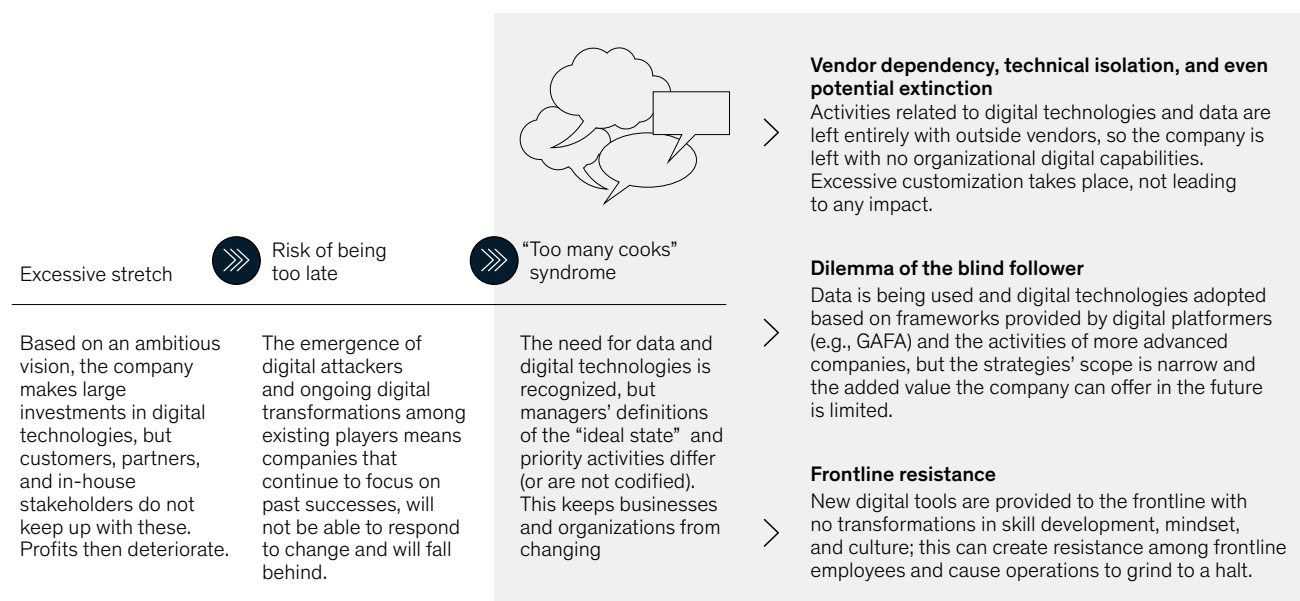 Excessive stretch
Based on an ambitious
vision, the company
makes large
investments in digital
technologies, but
customers, partners,
and in-house
stakeholders do not
keep up with these.
Profits then deteriorate.
Risk of being
too late
The emergence of
digital attackers
and ongoing digital
transformations among
existing players means
companies that
continue to focus on
past successes, will
not be able to respond
to change and will fall
behind.
“Too many cooks”
syndrome
The need for data and
digital technologies is
recognized, but
managers’ definitions
of the “ideal state” and
priority activities differ
(or are not codified).
This keeps businesses
and organizations from
changing
Vendor dependency, technical isolation, and even
potential extinction
Activities related to digital technologies and data are
left entirely with outside vendors, so the company is
left with no organizational digital capabilities.
Excessive customization takes place, not leading
to any impact.
Dilemma of the blind follower
Data is being used and digital technologies adopted
based on frameworks provided by digital platformers
(e.g., GAFA) and the activities of more advanced
companies, but the strategies’ scope is narrow and
the added value the company can offer in the future
is limited.
Frontline resistance
New digital tools are provided to the frontline with
no transformations in skill development, mindset,
and culture; this can create resistance among frontline
employees and cause operations to grind to a halt.